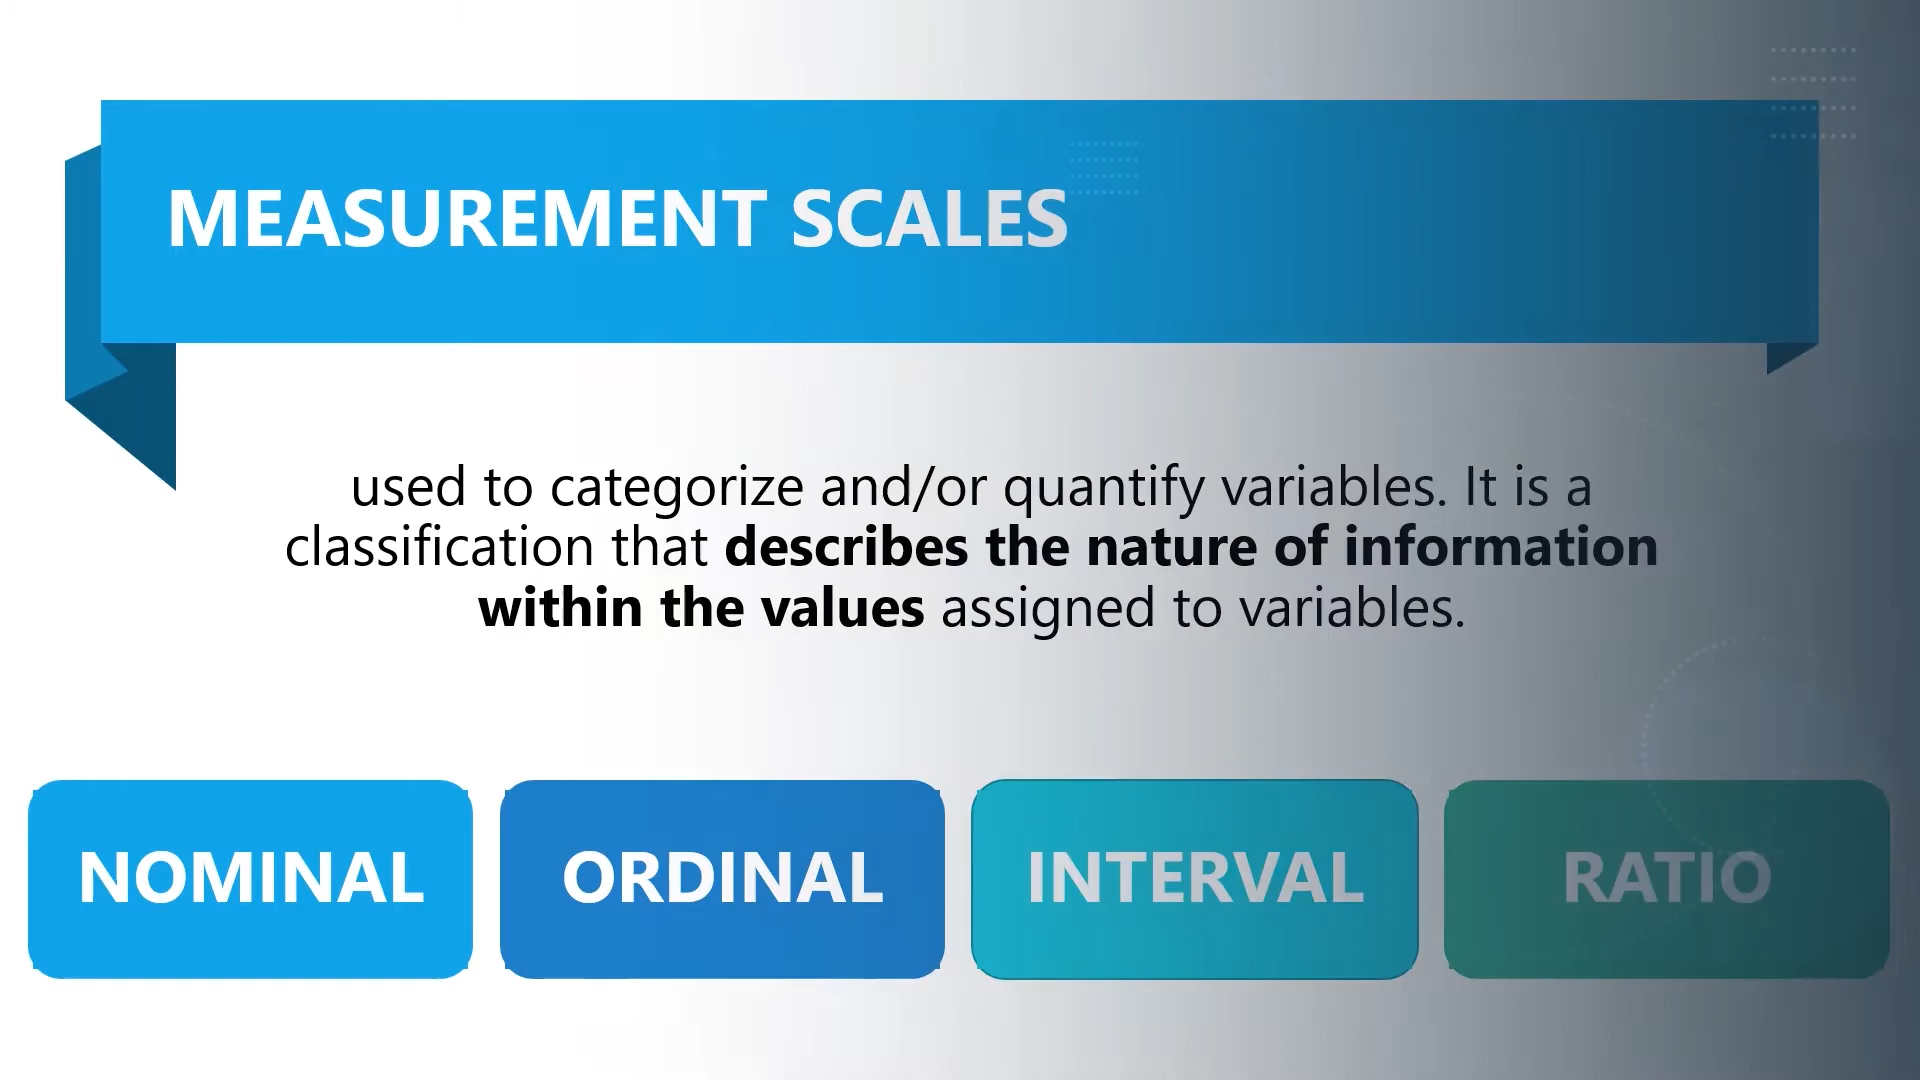 MEASUREMENT SCALES
used to categorize and/or quantify variables. It is a
classification that describes the nature of information
within the values assigned to variables.
NOMINAL
ORDINAL
INTERVAL
RATIO